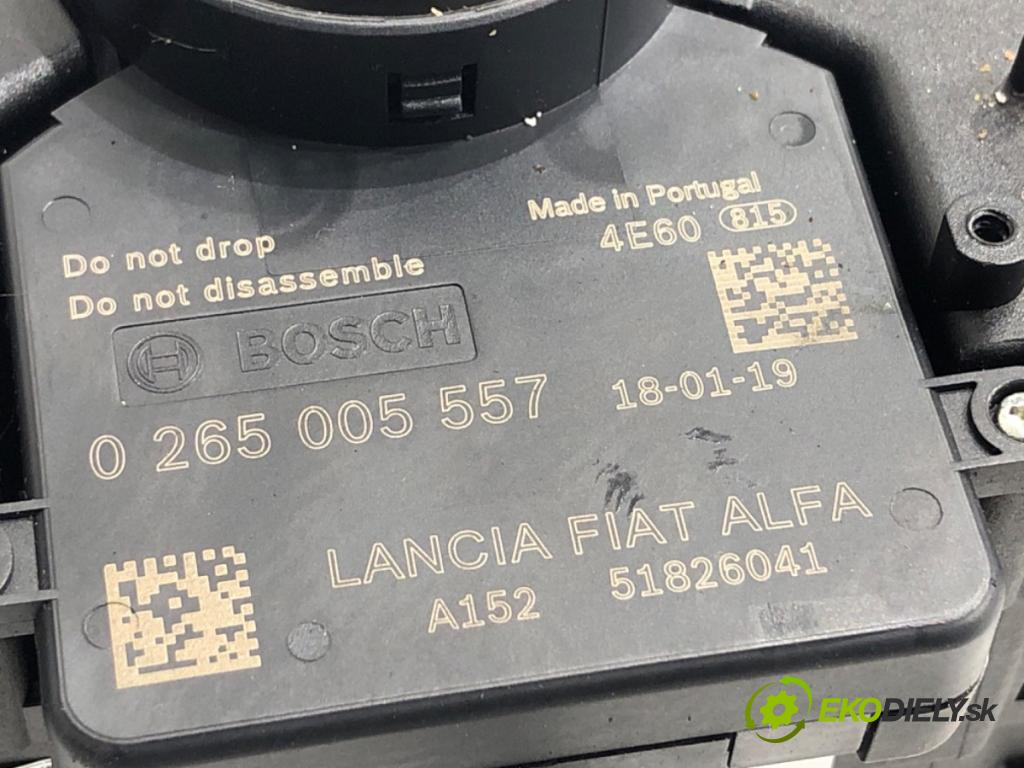 Made in Portugal
4E60 815
Do not drop
Do not disassemble
BOSCH
0 265 005 557
18-01-19
LANCIA FIAT ALFA
A152 51826041
EKODIELY.sk